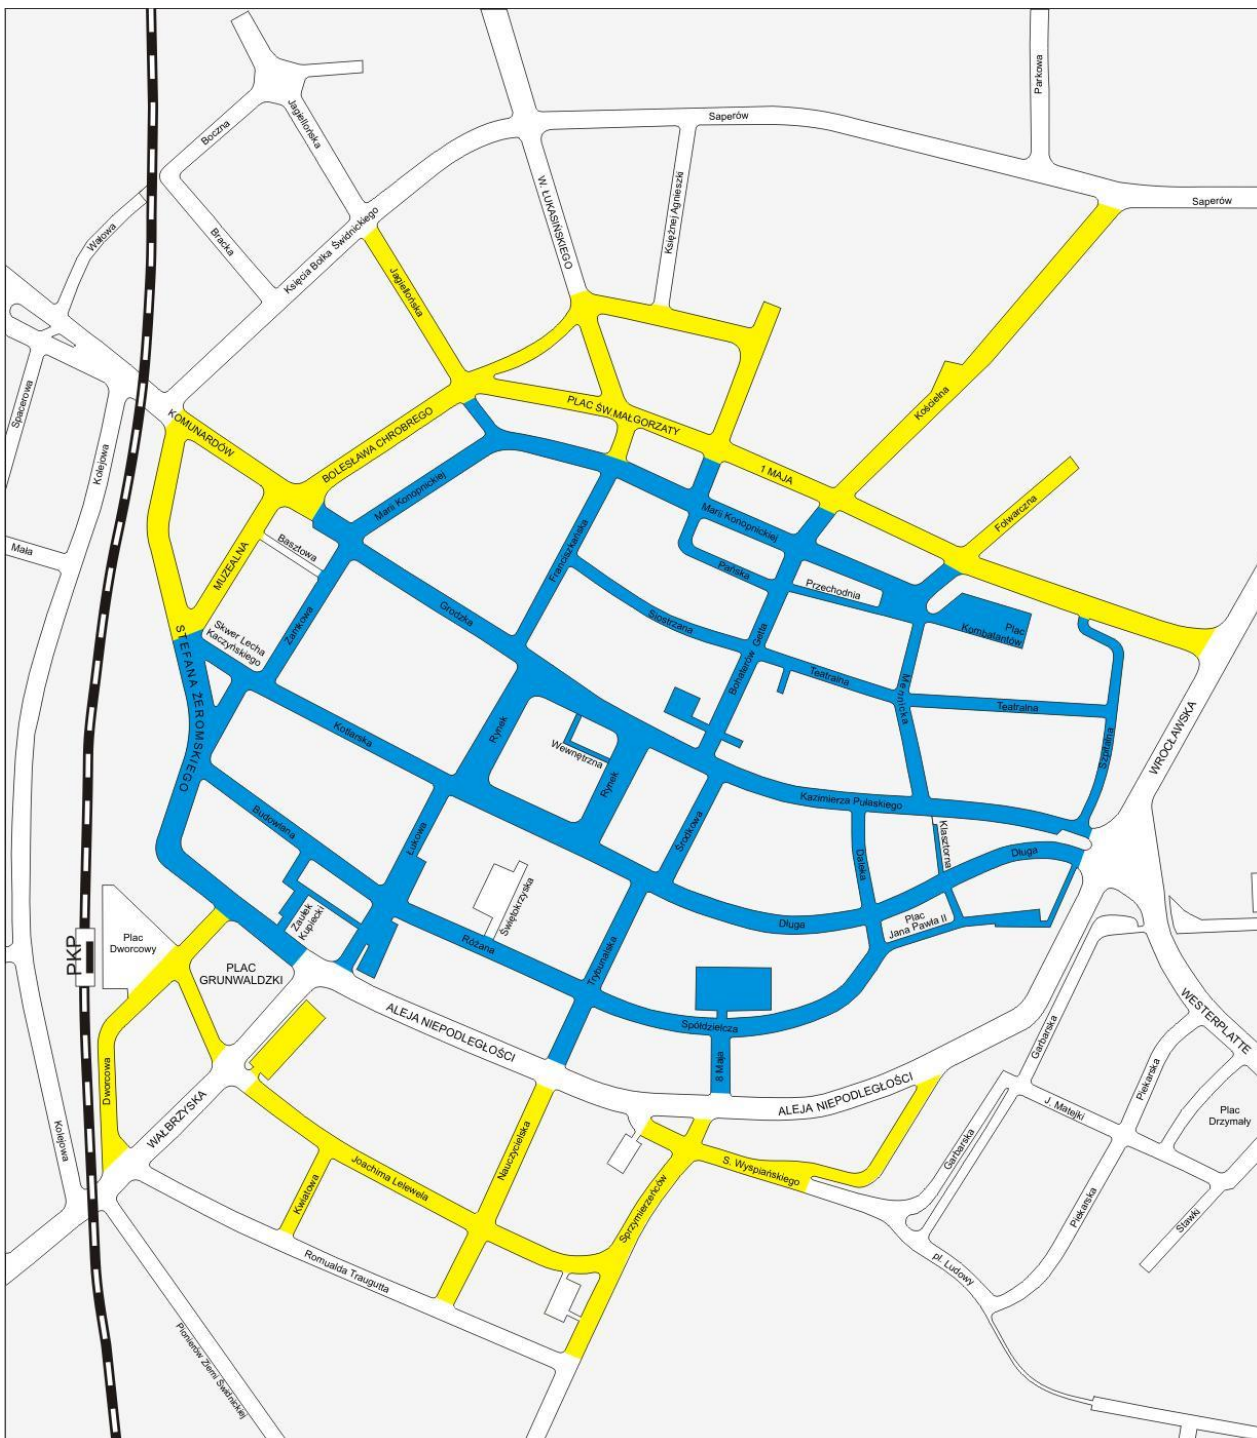 Parkowa
Saperów
Saperów
Jagiellońska
Boczna
Wałowa
Bracka
Księcia Bolka Świdnickiego
W. ŁUKASIŃSKIEGO
Księżnej Agnieszki
Jagiellońska
Spacerowa
Kolejowa
KOMUNARDÓW
BOLESŁAWA CHROBREGO
PLAC ŚW.MAŁGORZATY
Kościelna
1 MAJA
Folwarczna
Marii Konopnickiej
Marii Konopnickiej
Mała
MUZEALNA
Basztowa
Franciszkańska
Pańska
Przechodnia
Grodzka
Siostrzana
Zamkowa
Skwer Lecha
Kaczyńskiego
STEFANA ŻEROMSKIEGO
Bohaterów Getta
Plac
Kombatantów
Teatralna
Mennicka
Teatralna
Szpitalna
WROCŁAWSKA
Kotlarska
Rynek
Wewnętrzna
Rynek
Kazimierza Pułaskiego
Budowlana
Łukowa
Środkowa
Daleka
Klasztorna
Długa
Świętokrzyska
Zaułek
Kupiecki
Różana
Długa
Plac
Jana Pawła II
PKP
Plac
Dworcowy
PLAC
GRUNWALDZKI
Trybunalska
ALEJA NIEPODLEGŁOŚCI
Spółdzielcza
8 Maja
ALEJA NIEPODLEGŁOŚCI
Garbarska
WESTERPLATTE
Dworcowa
WAŁBRZYSKA
Kolejowa
Joachima Lelewela
Kwiatowa
Nauczycielska
Sprzymierzeńców
S. Wyspiańskiego
Garbarska
J. Matejki
Piekarska
Plac
Drzymały
Piekarska
Stawki
pl. Ludowy
Romualda Traugutta
Pionierów Ziemi Świdnickiej